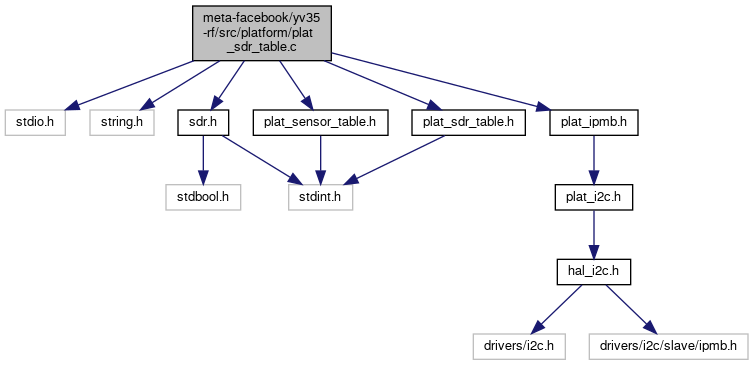 meta-facebook/yv35
-rf/src/platform/plat
_sdr_table.c
stdio.h
string.h
sdr.h
plat_sensor_table.h
plat_sdr_table.h
plat_ipmb.h
stdbool.h
stdint.h
plat_i2c.h
hal_i2c.h
drivers/i2c.h
drivers/i2c/slave/ipmb.h